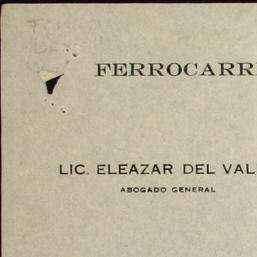 FERROCARR
LIC. ELEAZAR DEL VAL
ABOGADO GENERAL